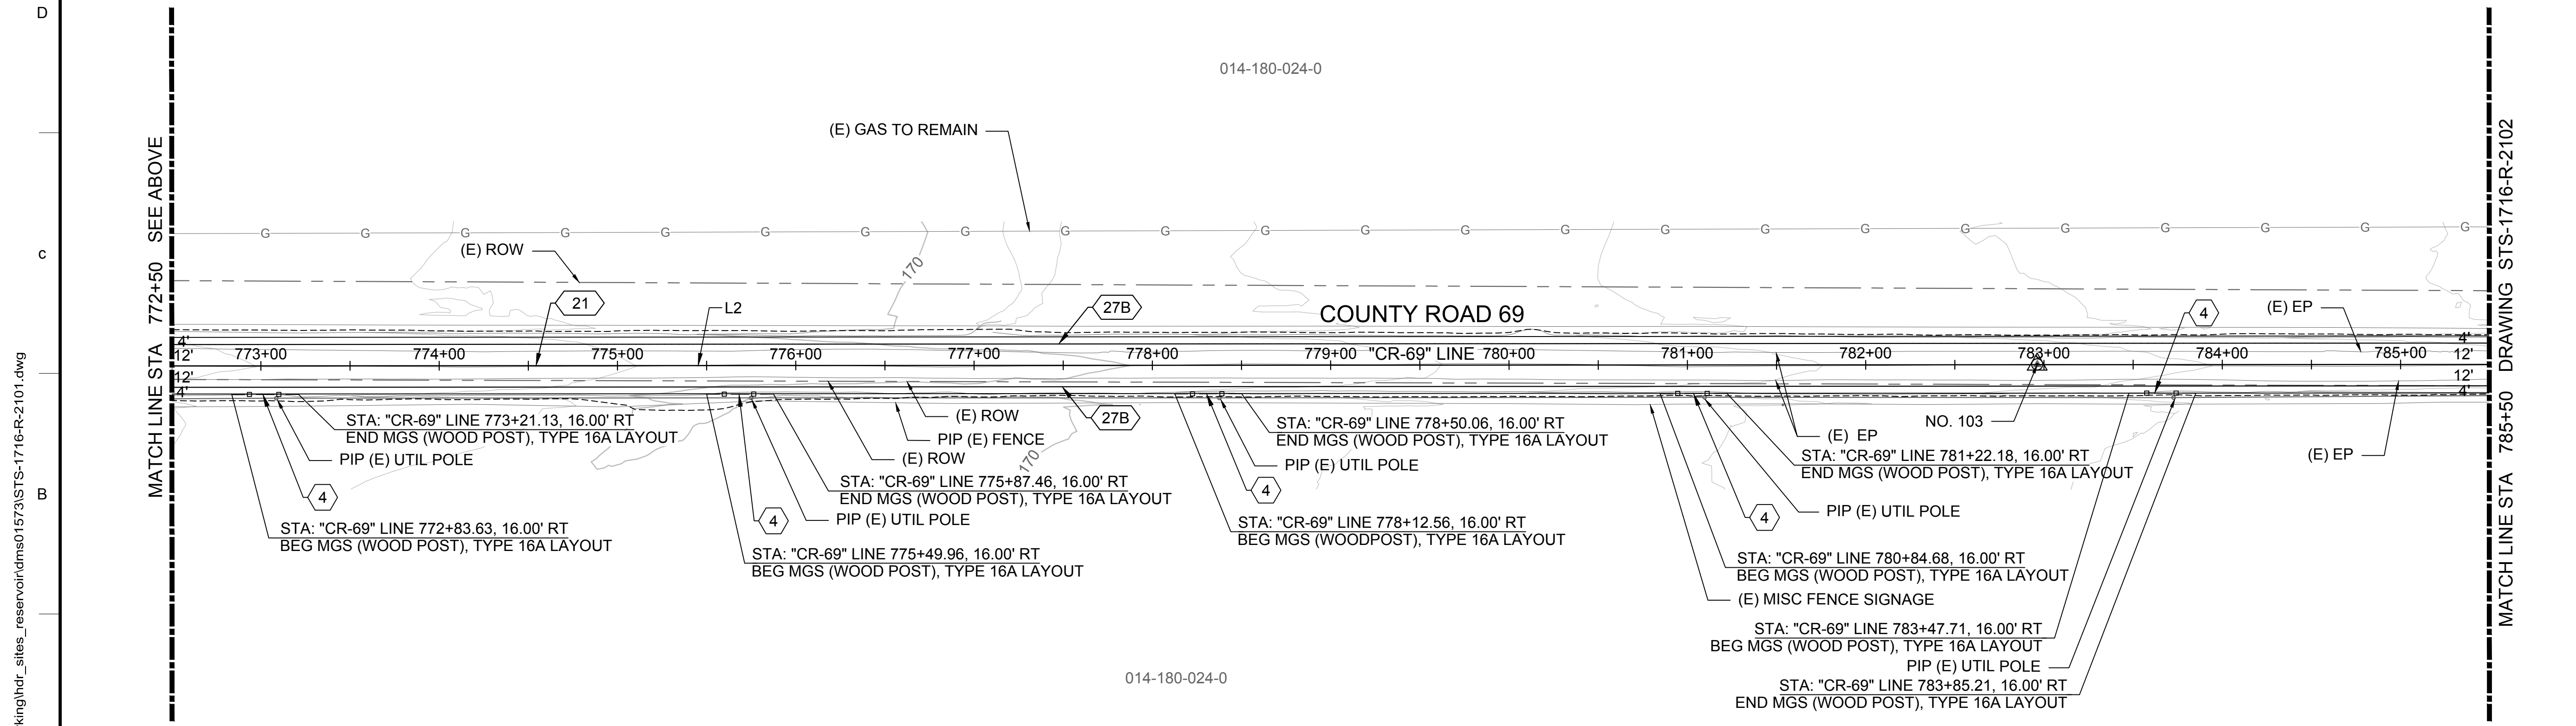 D
014-180-024-0
(E) GAS TO REMAIN
MATCH LINE STA 772+50 SEE ABOVE
MATCH LINE STA 785+50 DRAWING STS-1716-R-2102
G G G G G G G G G G G G G G G G G G G G G G G
c
(E) ROW
170
21
L2
27B
COUNTY ROAD 69
4
(E) EP
4'
4'
12'
773+00 774+00 775+00 776+00 777+00 778+00 779+00 "CR-69" LINE 780+00 781+00 782+00 783+00 784+00 785+00
12'
12'
12'
4'
4'
STA: "CR-69" LINE 773+21.13, 16.00' RT
END MGS (WOOD POST), TYPE 16A LAYOUT
PIP (E) UTIL POLE
4
STA: "CR-69" LINE 772+83.63, 16.00' RT
BEG MGS (WOOD POST), TYPE 16A LAYOUT
(E) ROW
PIP (E) FENCE
(E) ROW
27B
170
STA: "CR-69" LINE 775+87.46, 16.00' RT
END MGS (WOOD POST), TYPE 16A LAYOUT
PIP (E) UTIL POLE
4
STA: "CR-69" LINE 775+49.96, 16.00' RT
BEG MGS (WOOD POST), TYPE 16A LAYOUT
STA: "CR-69" LINE 778+50.06, 16.00' RT
END MGS (WOOD POST), TYPE 16A LAYOUT
PIP (E) UTIL POLE
4
STA: "CR-69" LINE 778+12.56, 16.00' RT
BEG MGS (WOODPOST), TYPE 16A LAYOUT
NO. 103
(E) EP
STA: "CR-69" LINE 781+22.18, 16.00' RT
END MGS (WOOD POST), TYPE 16A LAYOUT
(E) EP
B
PIP (E) UTIL POLE
4
STA: "CR-69" LINE 780+84.68, 16.00' RT
BEG MGS (WOOD POST), TYPE 16A LAYOUT
(E) MISC FENCE SIGNAGE
STA: "CR-69" LINE 783+47.71, 16.00' RT
BEG MGS (WOOD POST), TYPE 16A LAYOUT
PIP (E) UTIL POLE
STA: "CR-69" LINE 783+85.21, 16.00' RT
END MGS (WOOD POST), TYPE 16A LAYOUT
014-180-024-0
king\hdr_sites_reservoir\dms01573\STS-1716-R-2101.dwg